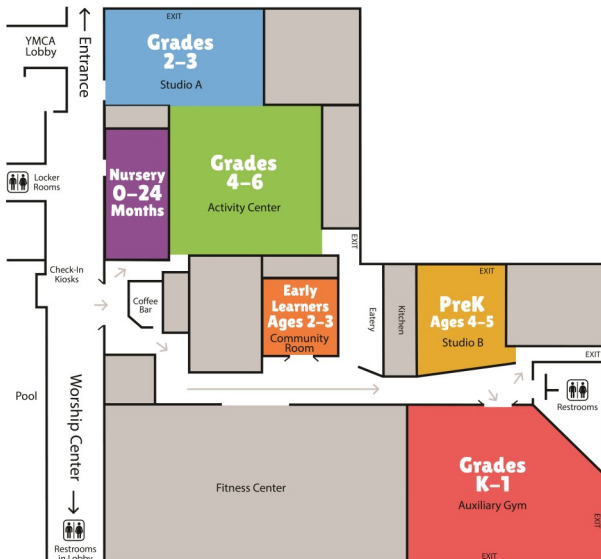 EXIT
Grades
2–3
Studio A
YMCA
Lobby
Entrance
Nursery
0–24
Months
Grades
4–6
Activity Center
Locker
Rooms
EXIT
Check-In
Kiosks
Coffee
Bar
Early
Learners
Ages 2–3
Community
Room
Eatery
Kitchen
EXIT
PreK
Ages 4–5
Studio B
EXIT
Restrooms
Pool
Worship Center
Fitness Center
Grades
K–1
Auxiliary Gym
EXIT
EXIT
Restrooms
in Lobby